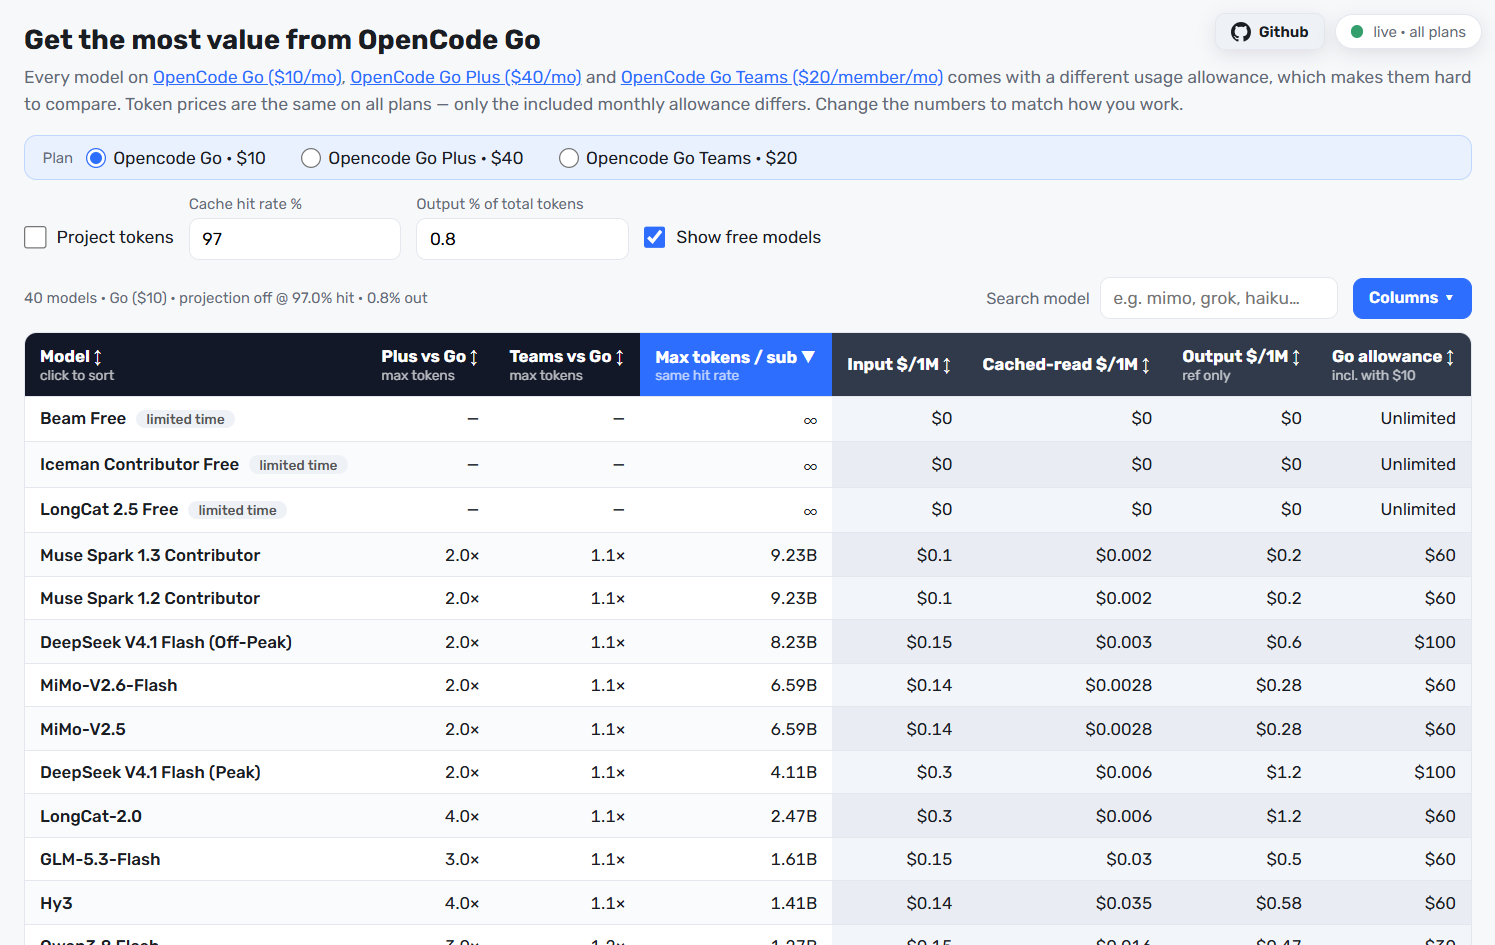 Get the most value from OpenCode Go
Github
live • all plans
Every model on OpenCode Go ($10/mo), OpenCode Go Plus ($40/mo) and OpenCode Go Teams ($20/member/mo) comes with a different usage allowance, which makes them hard
to compare. Token prices are the same on all plans — only the included monthly allowance differs. Change the numbers to match how you work.
Plan Opencode Go • $10 Opencode Go Plus • $40 Opencode Go Teams • $20
Cache hit rate % Output % of total tokens
Project tokens 97 0.8 Show free models
40 models • Go ($10) • projection off @ 97.0% hit • 0.8% out Search model e.g. mimo, grok, haiku... Columns ▼
Model ↕ Plus vs Go ↕ Teams vs Go ↕ Max tokens / sub ▼ Input $/1M ↕ Cached-read $/1M ↕ Output $/1M ↕ Go allowance ↕
click to sort max tokens max tokens same hit rate ref only incl. with $10
Beam Free limited time — — ∞ $0 $0 $0 Unlimited
Iceman Contributor Free limited time — — ∞ $0 $0 $0 Unlimited
LongCat 2.5 Free limited time — — ∞ $0 $0 $0 Unlimited
Muse Spark 1.3 Contributor 2.0× 1.1× 9.23B $0.1 $0.002 $0.2 $60
Muse Spark 1.2 Contributor 2.0× 1.1× 9.23B $0.1 $0.002 $0.2 $60
DeepSeek V4.1 Flash (Off-Peak) 2.0× 1.1× 8.23B $0.15 $0.003 $0.6 $100
MiMo-V2.6-Flash 2.0× 1.1× 6.59B $0.14 $0.0028 $0.28 $60
MiMo-V2.5 2.0× 1.1× 6.59B $0.14 $0.0028 $0.28 $60
DeepSeek V4.1 Flash (Peak) 2.0× 1.1× 4.11B $0.3 $0.006 $1.2 $100
LongCat-2.0 4.0× 1.1× 2.47B $0.3 $0.006 $1.2 $60
GLM-5.3-Flash 3.0× 1.1× 1.61B $0.15 $0.03 $0.5 $60
Hy3 4.0× 1.1× 1.41B $0.14 $0.035 $0.58 $60